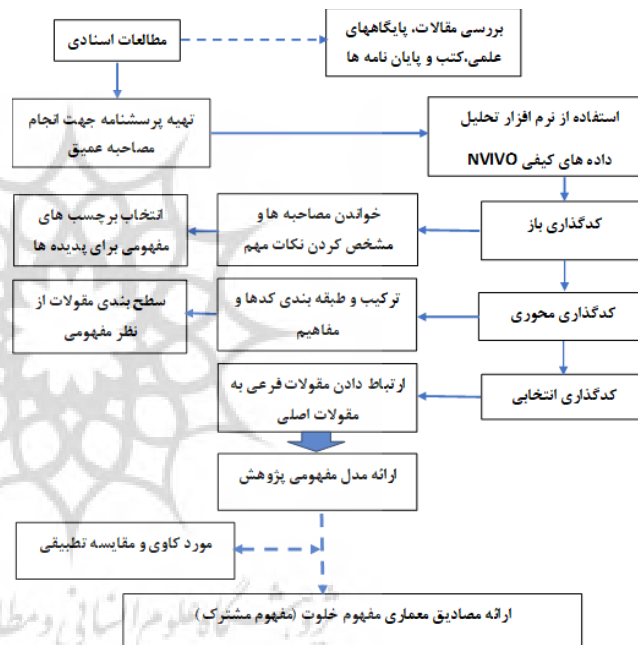 مطالعات اسنادی
بررسی مقالات، پایگاههای
علمی،کتب و پایان نامه ها
تهیه پرسشنامه جهت انجام
مصاحبه عمیق
استفاده از نرم افزار تحلیل
داده های کیفی NVIVO
کدگذاری باز
خواندن مصاحبه ها و
مشخص کردن نکات مهم
انتخاب برچسب های
مفهومی برای پدیده ها
کدگذاری محوری
ترکیب و طبقه بندی کدها و
مفاهیم
سطح بندی مقولات از
نظر مفهومی
کدگذاری انتخابی
ارتباط دادن مقولات فرعی به
مقولات اصلی
ارائه مدل مفهومی پژوهش
مورد کاوی و مقایسه تطبیقی
ارائه مصادیق معماری مفهوم خلوت (مفهوم مشترک )
پژوهشگاه علوم انسانی و مطا